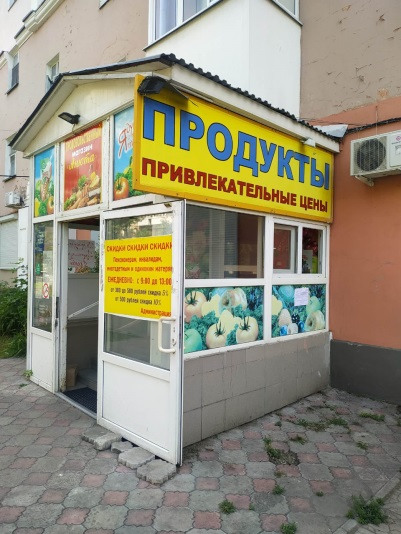 ПРОДУКТЫ
ПРИВЛЕКАТЕЛЬНЫЕ ЦЕНЫ
СКИДКИ СКИДКИ СКИДКИ
Пенсионерам, инвалидам,
многодетным и одиноким матерям
ЕЖЕДНЕВНО: с 9.00 до 13.00
от 300 до 500 рублей скидка 5%
от 500 рублей скидка 10%
Администрация